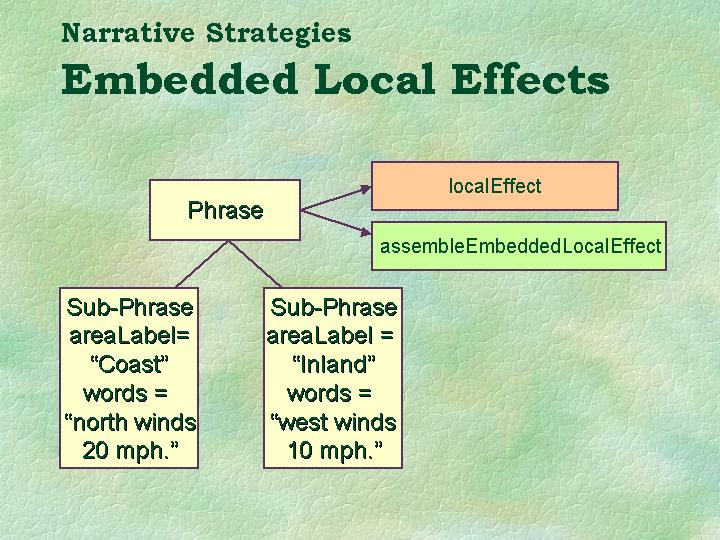 Narrative Strategies
Embedded Local Effects
localEffect
Phrase
assembleEmbeddedLocalEffect
Sub-Phrase
areaLabel=
“Coast”
words =
“north winds
20 mph.”
Sub-Phrase
areaLabel =
“Inland”
words =
“west winds
10 mph.”